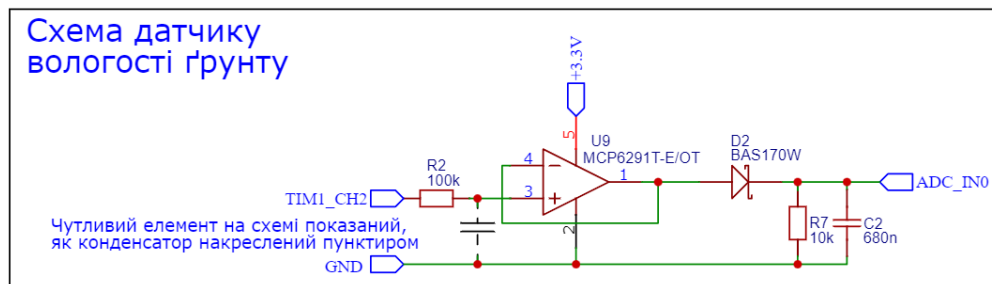 Схема датчику
вологості ґрунту
+3.3V
5
U9
MCP6291T-E/OT
D2
BAS170W
R2
100k
4
1
3
TIM1_CH2
ADC_IN0
2
R7
10k
C2
680n
Чутливий елемент на схемі показаний,
як конденсатор накреслений пунктиром
GND